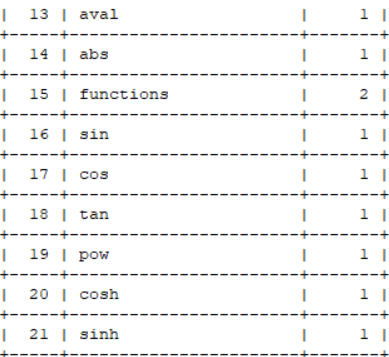 | 13 | aval | 1 |
+-----+-----------------------+--------+
| 14 | abs | 1 |
+-----+-----------------------+--------+
| 15 | functions | 2 |
+-----+-----------------------+--------+
| 16 | sin | 1 |
+-----+-----------------------+--------+
| 17 | cos | 1 |
+-----+-----------------------+--------+
| 18 | tan | 1 |
+-----+-----------------------+--------+
| 19 | pow | 1 |
+-----+-----------------------+--------+
| 20 | cosh | 1 |
+-----+-----------------------+--------+
| 21 | sinh | 1 |
+-----+-----------------------+--------+